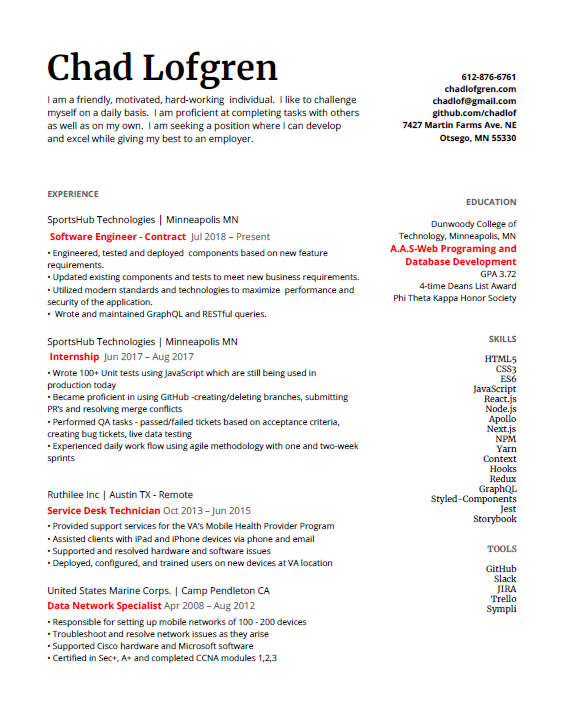 Chad Lofgren
I am a friendly, motivated, hard-working individual. I like to challenge
myself on a daily basis. I am proficient at completing tasks with others
as well as on my own. I am seeking a position where I can develop
and excel while giving my best to an employer.
612-876-6761
chadlofgren.com
chadlof@gmail.com
github.com/chadlof
7427 Martin Farms Ave. NE
Otsego, MN 55330
EXPERIENCE
SportsHub Technologies | Minneapolis MN
Software Engineer - Contract Jul 2018 – Present
• Engineered, tested and deployed components based on new feature
requirements.
• Updated existing components and tests to meet new business requirements.
• Utilized modern standards and technologies to maximize performance and
security of the application.
• Wrote and maintained GraphQL and RESTful queries.
SportsHub Technologies | Minneapolis MN
Internship Jun 2017 – Aug 2017
• Wrote 100+ Unit tests using JavaScript which are still being used in
production today
• Became proficient in using GitHub -creating/deleting branches, submitting
PR's and resolving merge conflicts
• Performed QA tasks - passed/failed tickets based on acceptance criteria,
creating bug tickets, live data testing
• Experienced daily work flow using agile methodology with one and two-week
sprints
Ruthilee Inc | Austin TX - Remote
Service Desk Technician Oct 2013 – Jun 2015
• Provided support services for the VA's Mobile Health Provider Program
• Assisted clients with iPad and iPhone devices via phone and email
• Supported and resolved hardware and software issues
• Deployed, configured, and trained users on new devices at VA location
United States Marine Corps. | Camp Pendleton CA
Data Network Specialist Apr 2008 – Aug 2012
• Responsible for setting up mobile networks of 100 - 200 devices
• Troubleshoot and resolve network issues as they arise
• Supported Cisco hardware and Microsoft software
• Certified in Sec+, A+ and completed CCNA modules 1,2,3
EDUCATION
Dunwoody College of
Technology, Minneapolis, MN
A.A.S-Web Programing and
Database Development
GPA 3.72
4-time Deans List Award
Phi Theta Kappa Honor Society
SKILLS
HTML5
CSS3
ES6
JavaScript
React.js
Node.js
Apollo
Next.js
NPM
Yarn
Context
Hooks
Redux
GraphQL
Styled-Components
Jest
Storybook
TOOLS
GitHub
Slack
JIRA
Trello
Sympli